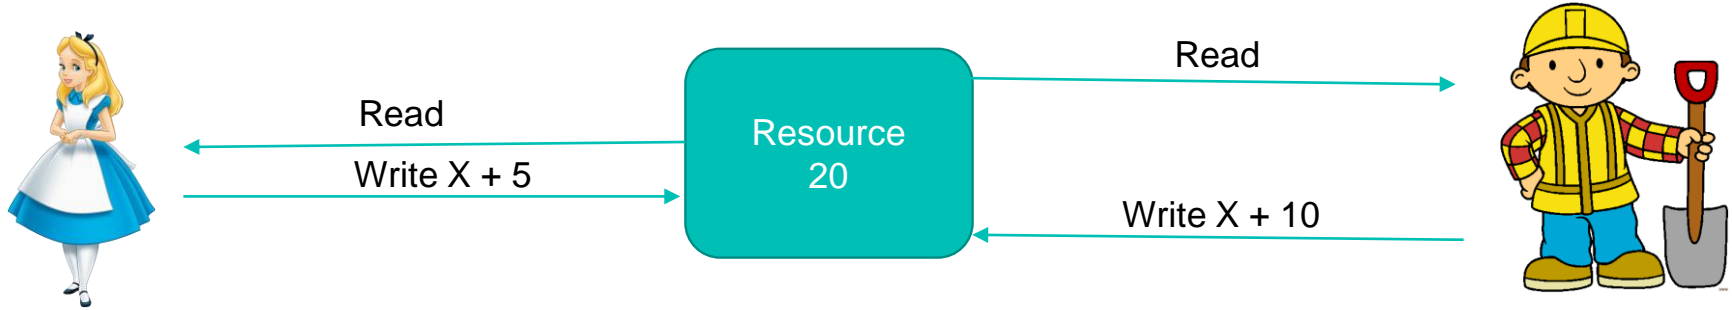 Read
Write X + 5
Resource
20
Read
Write X + 10